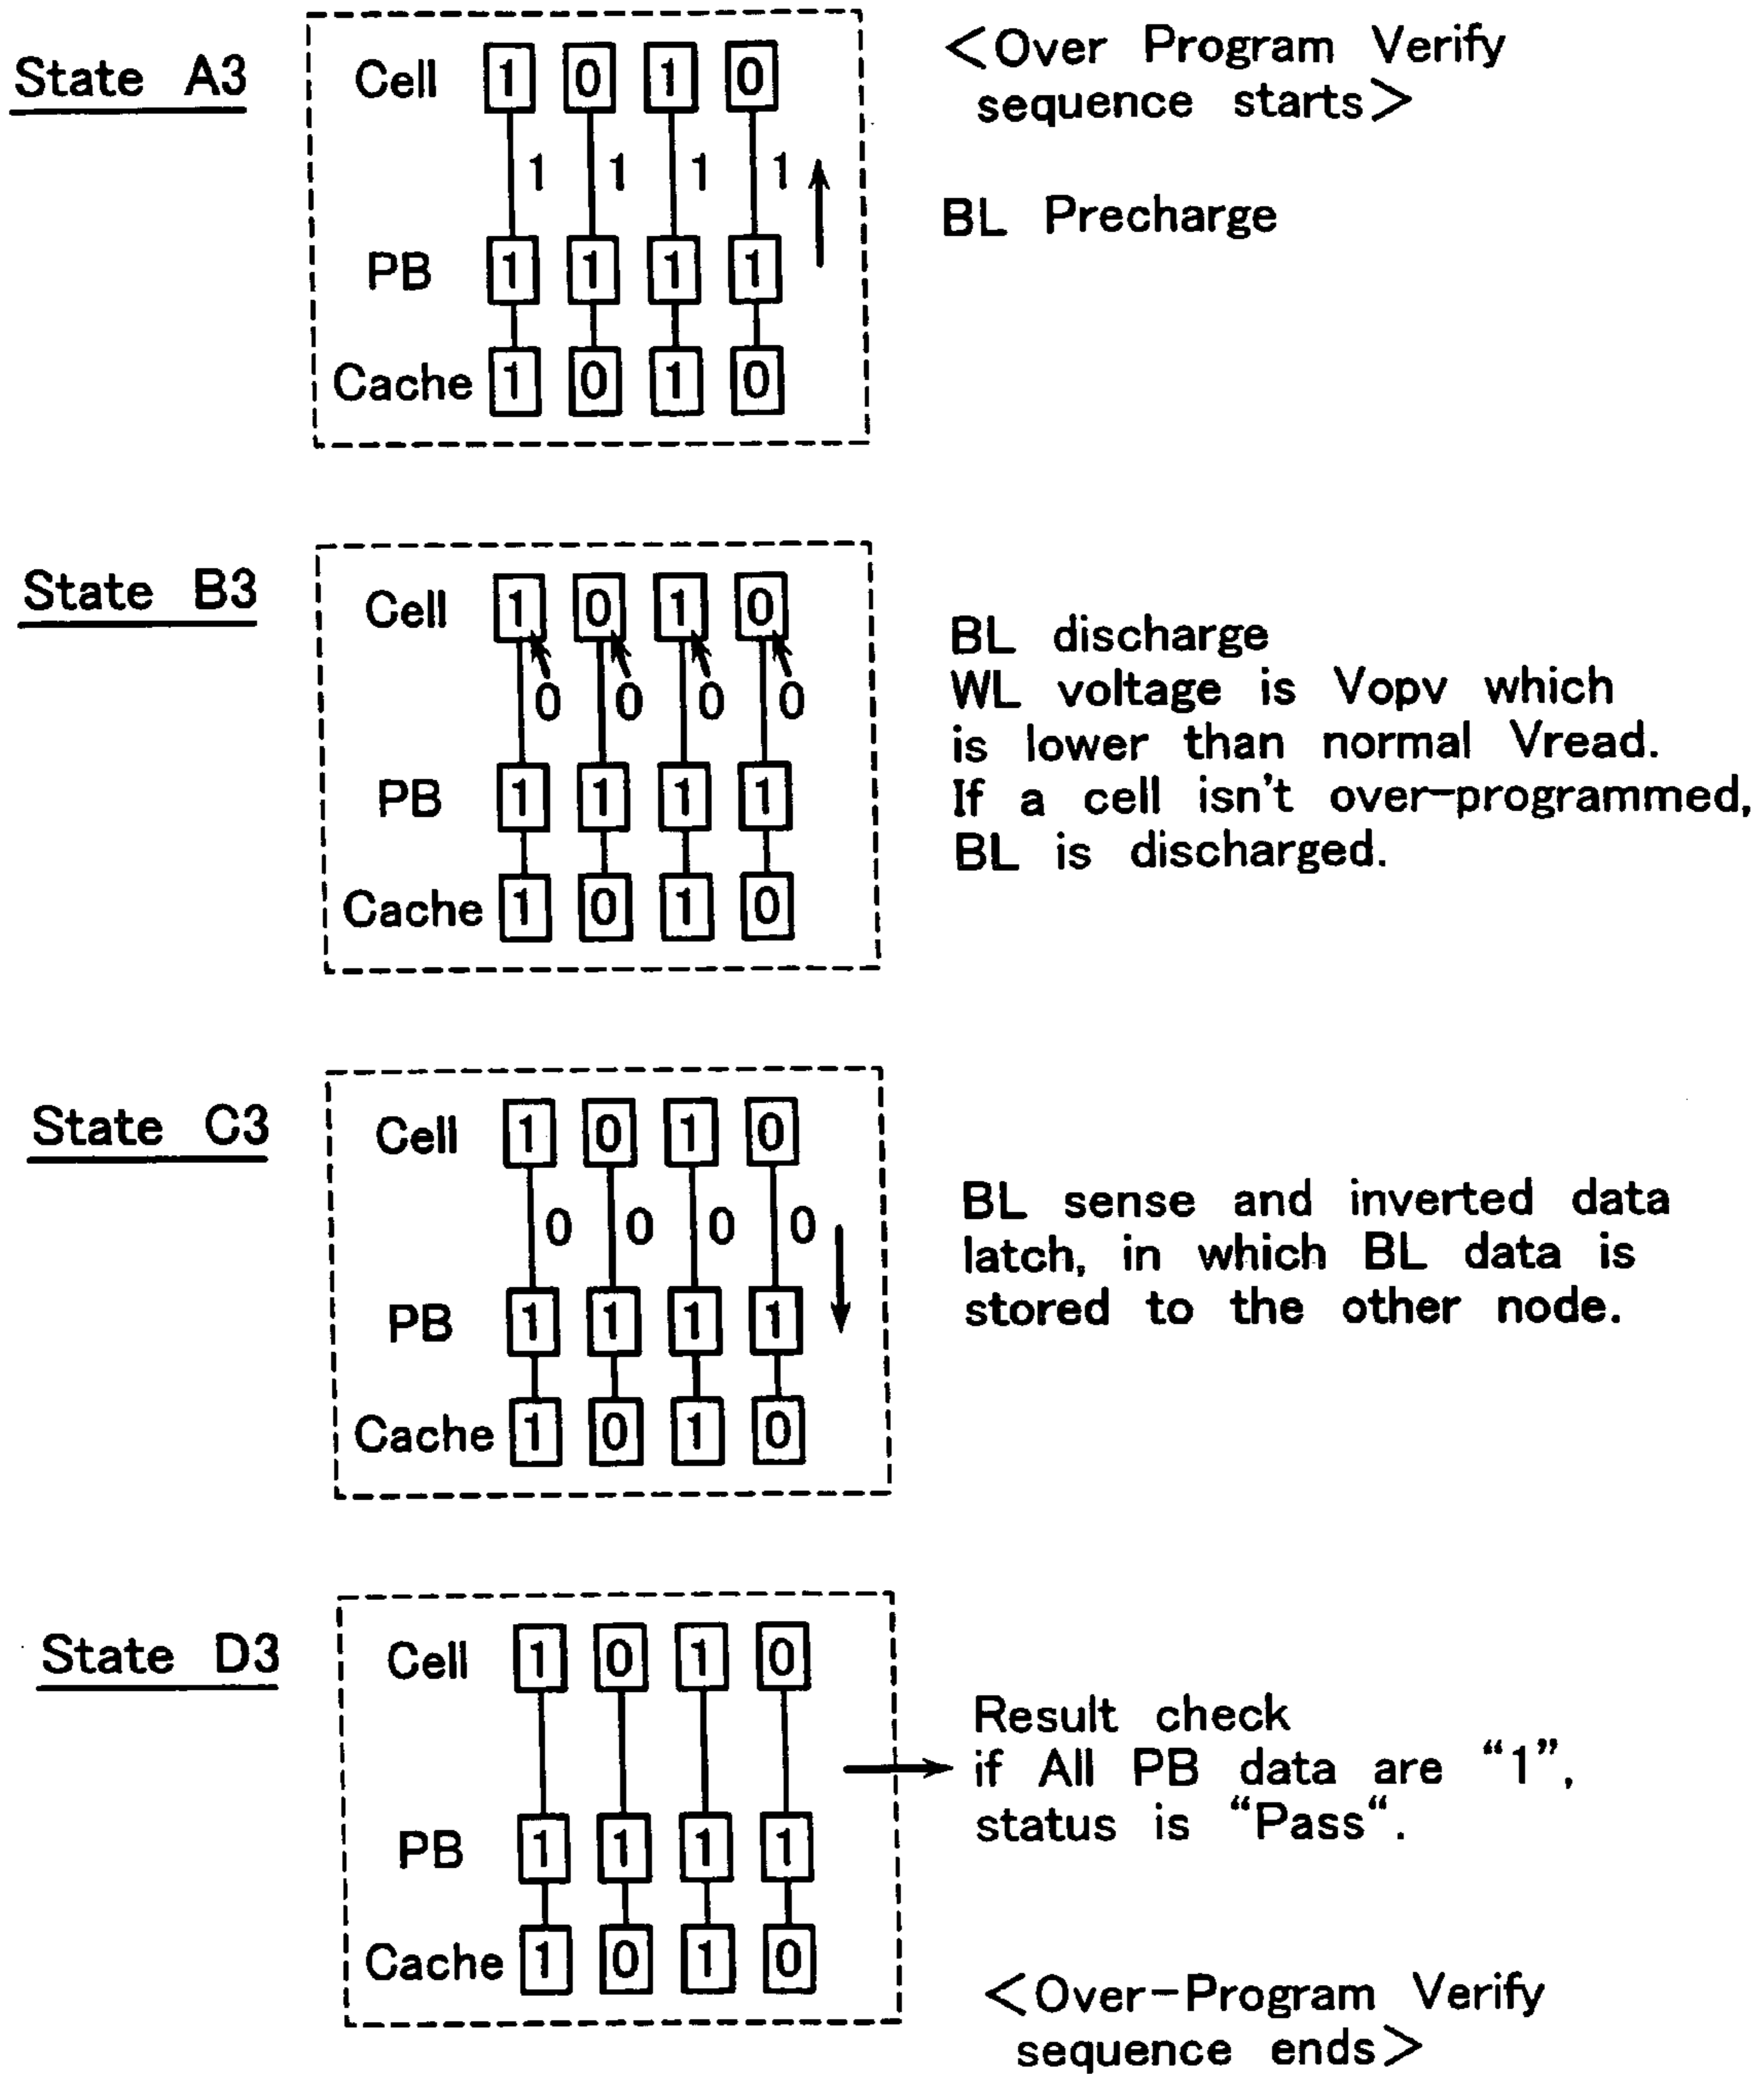 State A3
Cell 1 0 1 0
1 1 1 1
PB 1 1 1 1
Cache 1 0 1 0
<Over Program Verify
sequence starts>
BL Precharge
State B3
Cell 1 0 1 0
0 0 0 0
PB 1 1 1 1
Cache 1 0 1 0
BL discharge
WL voltage is Vopv which
is lower than normal Vread.
If a cell isn't over-programmed,
BL is discharged.
State C3
Cell 1 0 1 0
0 0 0 0
PB 1 1 1 1
Cache 1 0 1 0
BL sense and inverted data
latch, in which BL data is
stored to the other node.
State D3
Cell 1 0 1 0
PB 1 1 1 1
Cache 1 0 1 0
Result check
if All PB data are “1”,
status is “Pass“.
<Over-Program Verify
sequence ends>